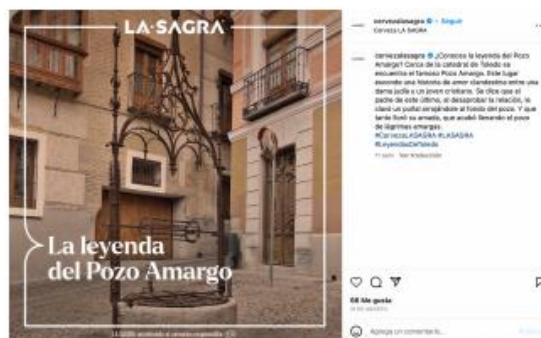 LA·SAGRA
La leyenda
del Pozo Amargo
cervezalasagra · Seguir
Cerveza LA SAGRA
cervezalasagra ¿Conoces la leyenda del Pozo
Amargo? Cerca de la catedral de Toledo se
encuentra el famoso Pozo Amargo. Este lugar
esconde una historia de amor clandestina entre una
dama judía y un joven cristiano. Se dice que el
padre de este último, al desaprobar la relación, le
clavó un puñal arrojándole al fondo del pozo. Y que
tanto lloró su amada, que acabó llenando el pozo
de lágrimas amargas.
#CervezaLASAGRA #LASAGRA
#LeyendasDeToledo
Ver traducción
68 Me gusta
Agrega un comentario...